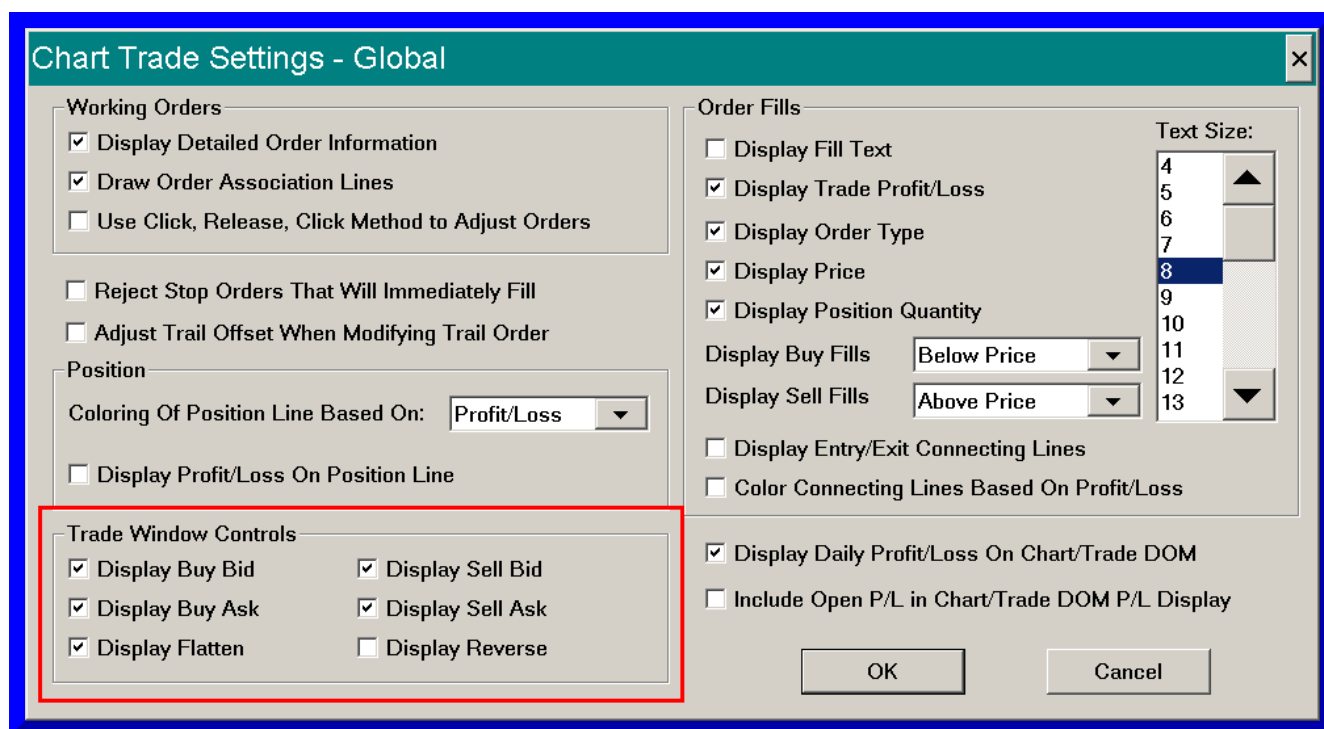 Chart Trade Settings - Global
Working Orders
Display Detailed Order Information
Draw Order Association Lines
Use Click, Release, Click Method to Adjust Orders
Reject Stop Orders That Will Immediately Fill
Adjust Trail Offset When Modifying Trail Order
Position
Coloring Of Position Line Based On: Profit/Loss
Display Profit/Loss On Position Line
Trade Window Controls
Display Buy Bid Display Sell Bid
Display Buy Ask Display Sell Ask
Display Flatten Display Reverse
Order Fills
Display Fill Text
Display Trade Profit/Loss
Display Order Type
Display Price
Display Position Quantity
Display Buy Fills Below Price
Display Sell Fills Above Price
Text Size:
4
5
6
7
8
9
10
11
12
13
Display Entry/Exit Connecting Lines
Color Connecting Lines Based On Profit/Loss
Display Daily Profit/Loss On Chart/Trade DOM
Include Open P/L in Chart/Trade DOM P/L Display
OK Cancel